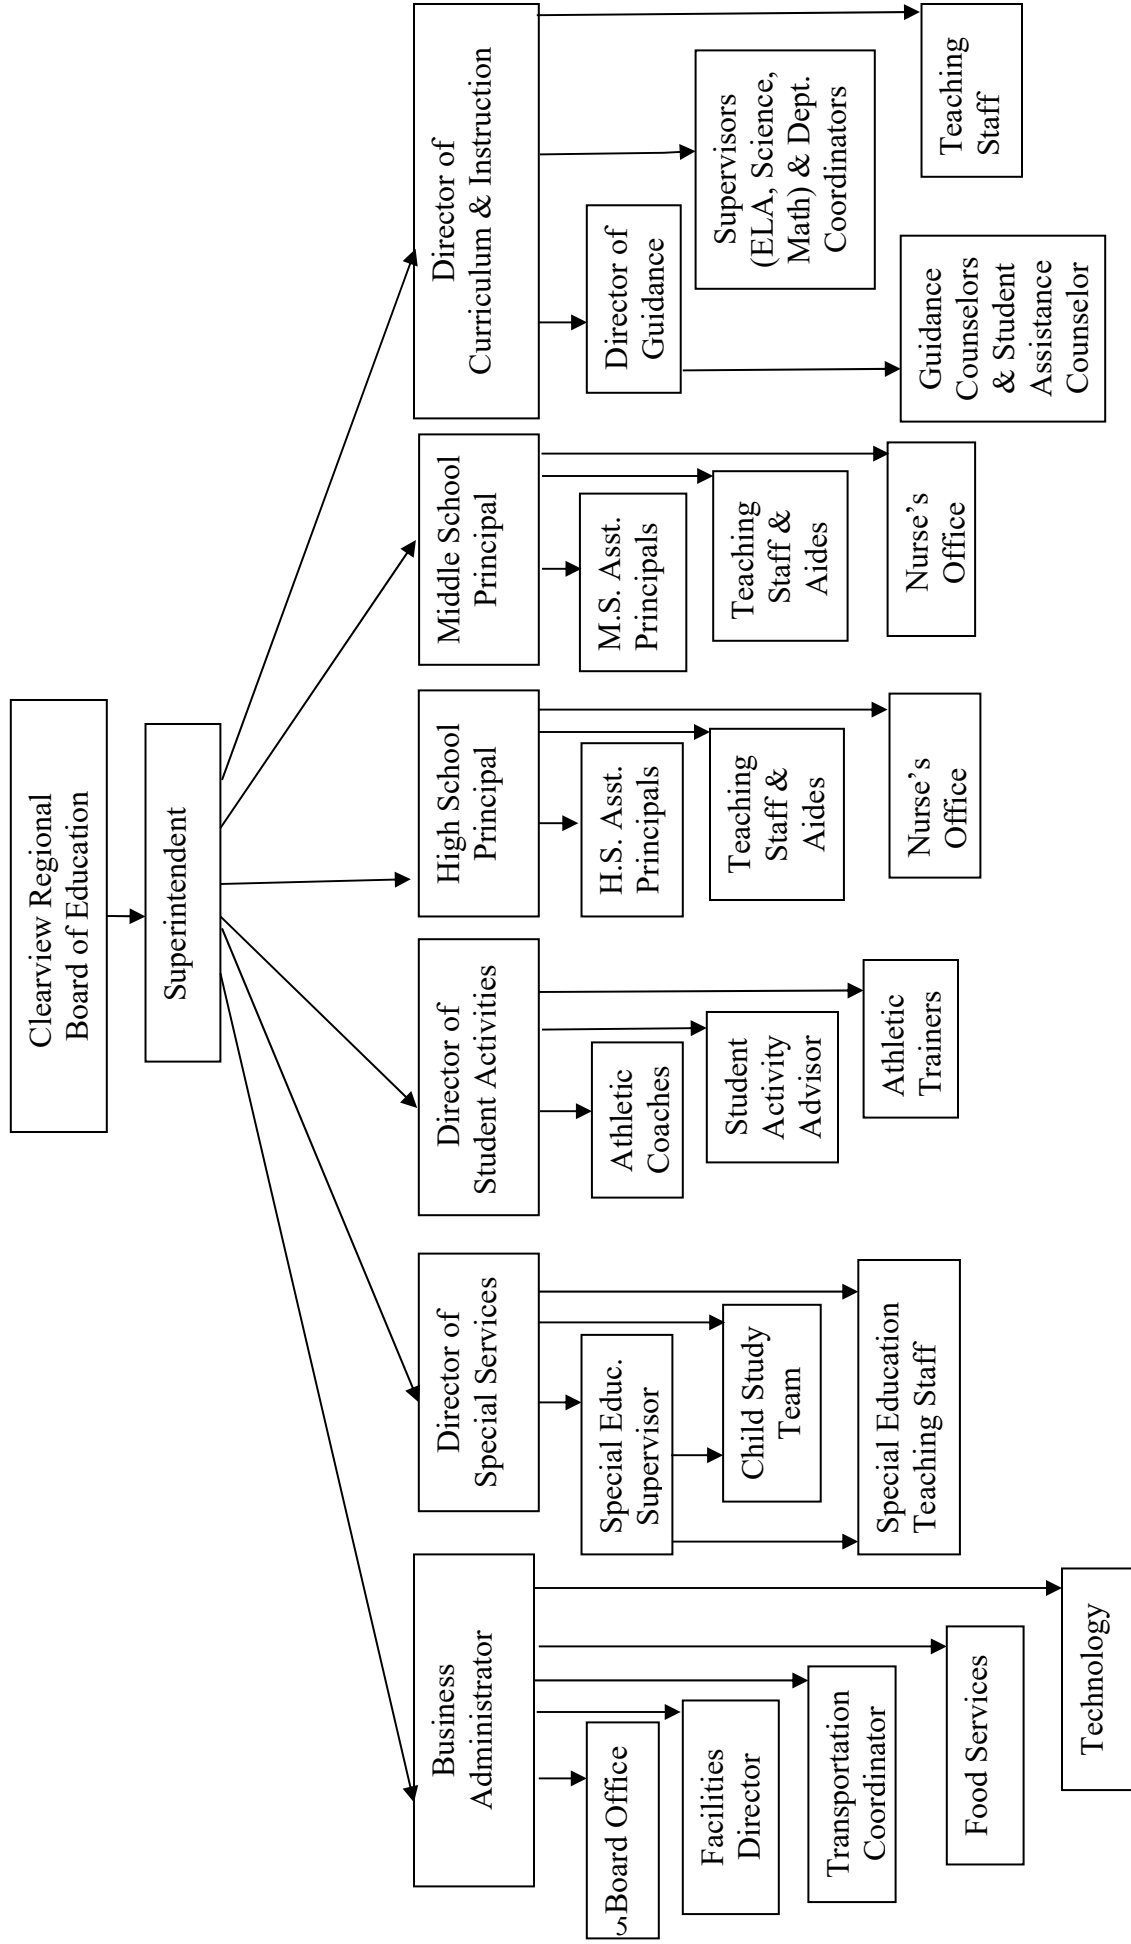 Clearview Regional
Board of Education
Superintendent
Business
Administrator
Board Office
Facilities
Director
Transportation
Coordinator
Food Services
Technology
Director of
Special Services
Special Educ.
Supervisor
Child Study
Team
Special Education
Teaching Staff
Director of
Student Activities
Athletic
Coaches
Student
Activity
Advisor
Athletic
Trainers
High School
Principal
H.S. Asst.
Principals
Teaching
Staff &
Aides
Nurse’s
Office
Middle School
Principal
M.S. Asst.
Principals
Teaching
Staff &
Aides
Nurse’s
Office
Director of
Curriculum & Instruction
Director of
Guidance
Guidance
Counselors
& Student
Assistance
Counselor
Supervisors
(ELA, Science,
Math) & Dept.
Coordinators
Teaching
Staff
5